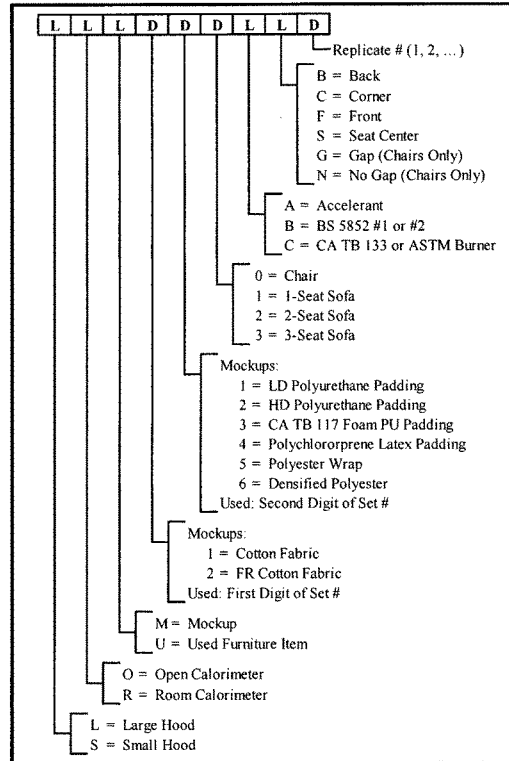 L L L D D D L L D
Replicate # (1, 2, ...)
B = Back
C = Corner
F = Front
S = Seat Center
G = Gap (Chairs Only)
N = No Gap (Chairs Only)
A = Accelerant
B = BS 5852 #1 or #2
C = CA TB 133 or ASTM Burner
0 = Chair
1 = 1-Seat Sofa
2 = 2-Seat Sofa
3 = 3-Seat Sofa
Mockups:
1 = LD Polyurethane Padding
2 = HD Polyurethane Padding
3 = CA TB 117 Foam PU Padding
4 = Polychlororprene Latex Padding
5 = Polyester Wrap
6 = Densified Polyester
Used: Second Digit of Set #
Mockups:
1 = Cotton Fabric
2 = FR Cotton Fabric
Used: First Digit of Set #
M = Mockup
U = Used Furniture Item
O = Open Calorimeter
R = Room Calorimeter
L = Large Hood
S = Small Hood